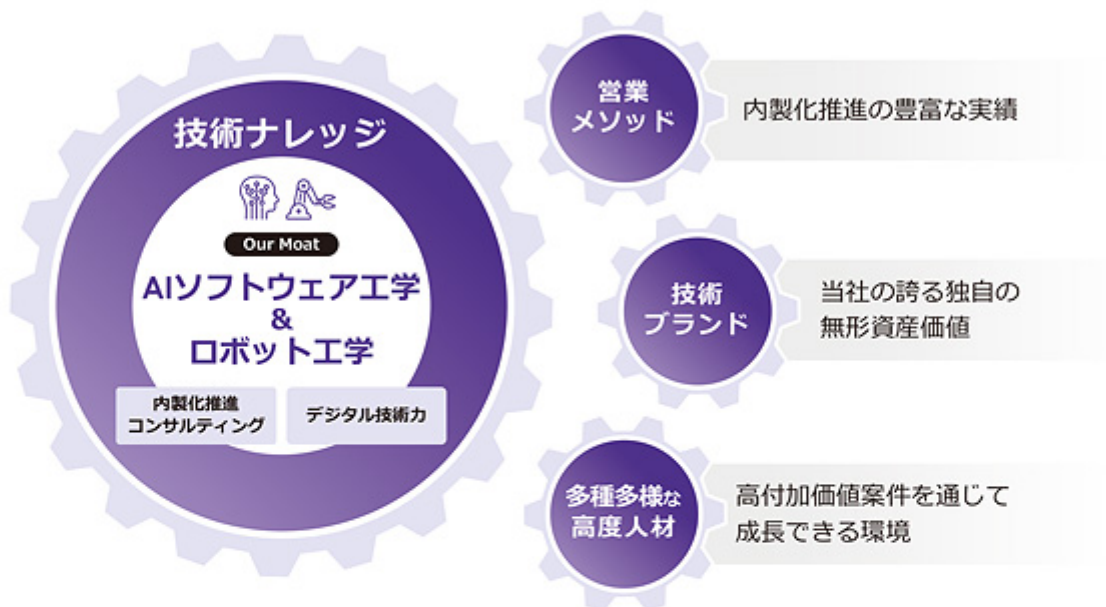 技術ナレッジ
Our Moat
AIソフトウェア工学
&
ロボット工学
内製化推進
コンサルティング
デジタル技術力
営業
メソッド
内製化推進の豊富な実績
技術
ブランド
当社の誇る独自の
無形資産価値
多種多様な
高度人材
高付加価値案件を通じて
成長できる環境